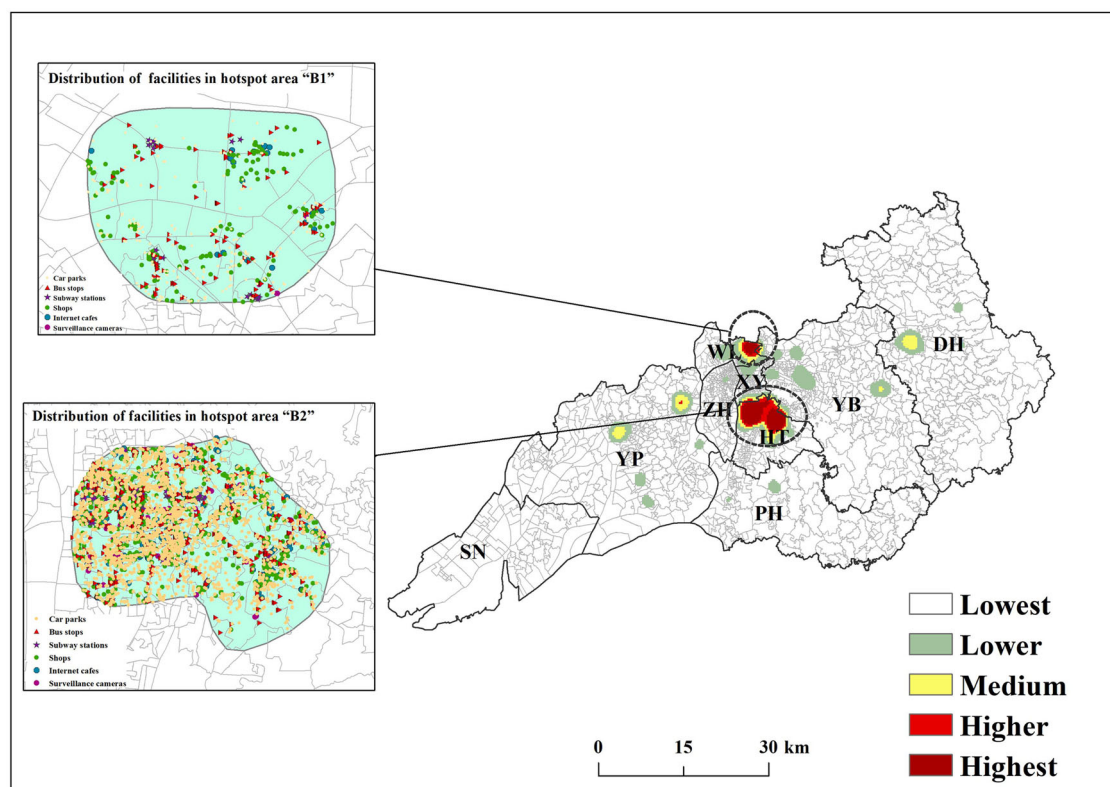 Distribution of facilities in hotspot area “B1”
Car parks
Bus stops
Subway stations
Shops
Internet cafes
Surveillance cameras
Distribution of facilities in hotspot area “B2”
Car parks
Bus stops
Subway stations
Shops
Internet cafes
Surveillance cameras
DH
XY
ZH
YB
HT
YP
PH
SN
Lowest
Lower
Medium
Higher
Highest
0 15 30 km